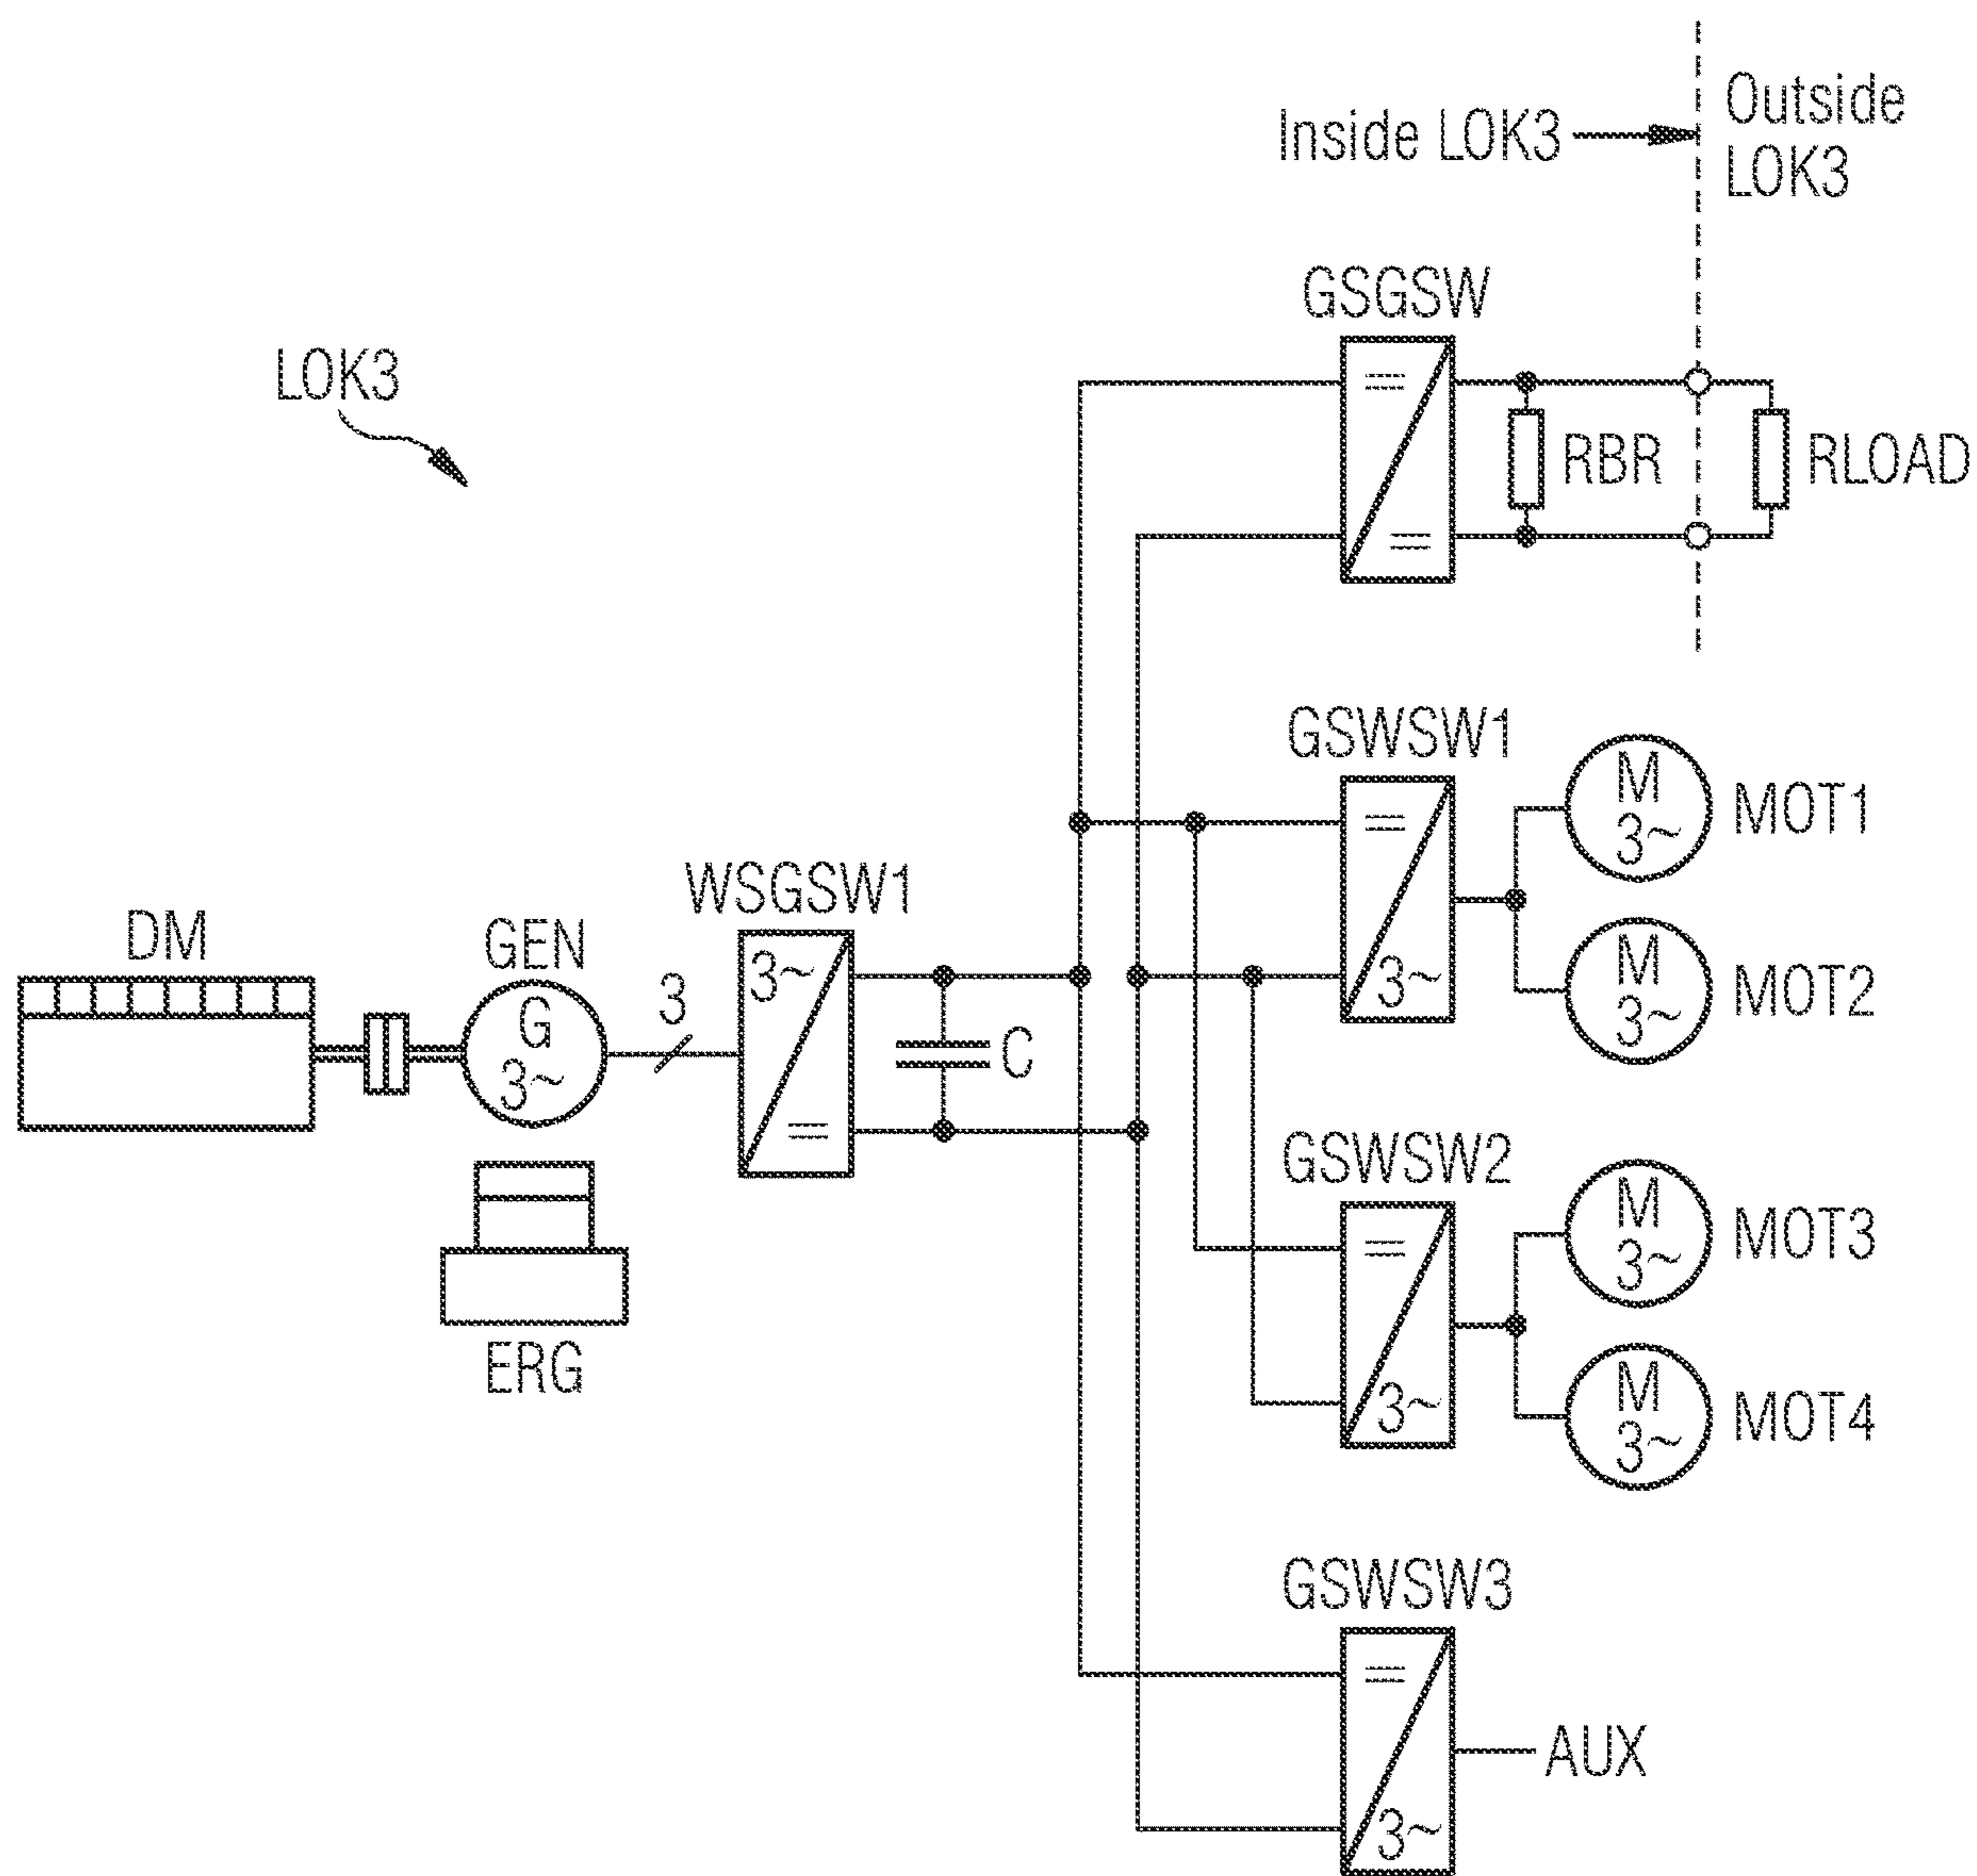 Outside
LOK3
Inside LOK3
GSGSW
LOK3
RBR
RLOAD
GSWSW1
M
3~
MOT1
WSGSW1
3~
3~
M
3~
MOT2
DM
GEN
G
3~
3
C
GSWSW2
M
3~
MOT3
3~
M
3~
MOT4
ERG
GSWSW3
AUX
3~